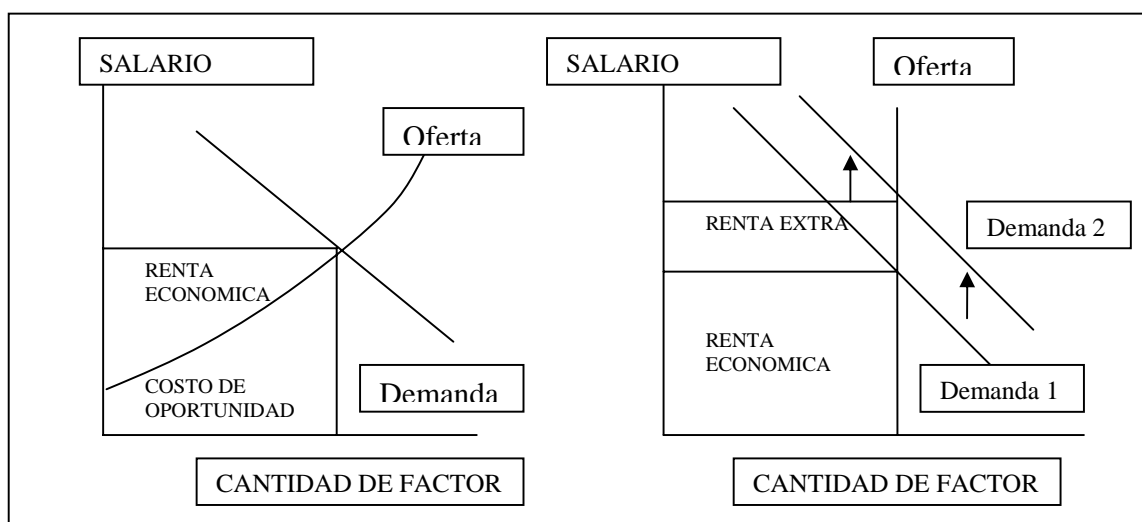 SALARIO
Oferta
RENTA
ECONOMICA
COSTO DE
OPORTUNIDAD
Demanda
CANTIDAD DE FACTOR
SALARIO
Oferta
RENTA EXTRA
Demanda 2
RENTA
ECONOMICA
Demanda 1
CANTIDAD DE FACTOR